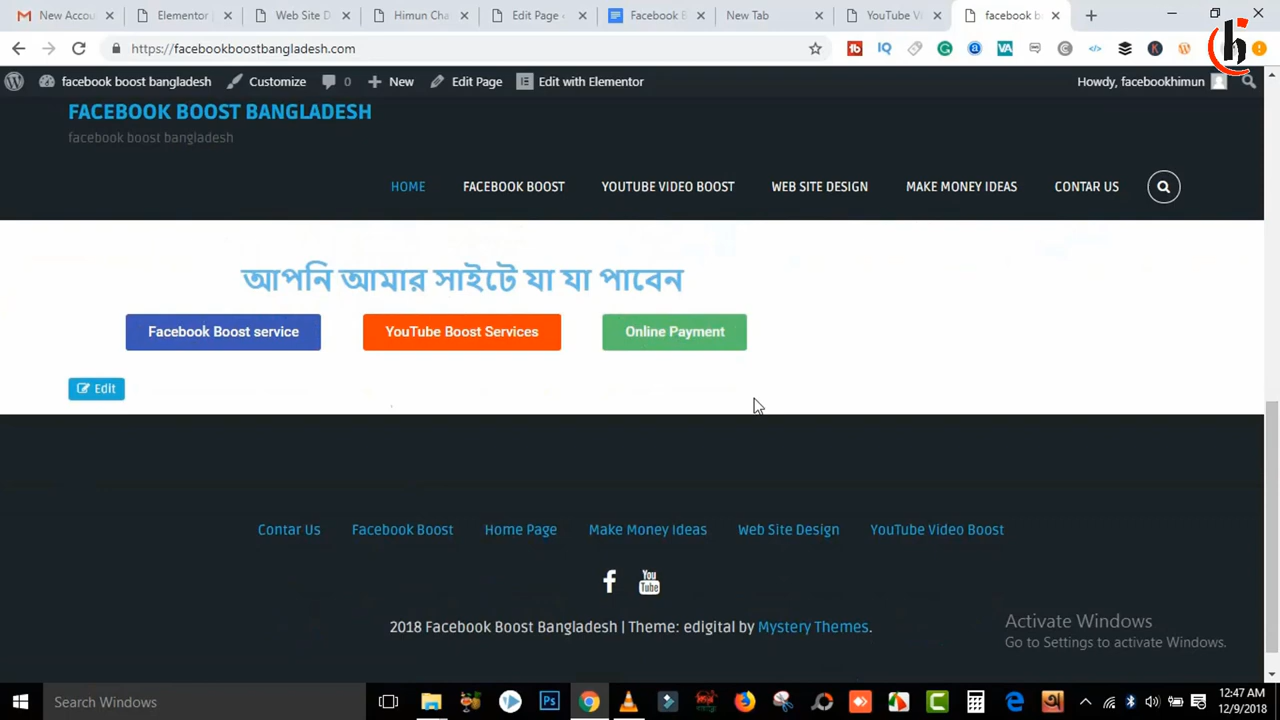 New Accou
Elementor
Web Site D
Himun Cha
Edit Page
Facebook B
New Tab
YouTube Vi
facebook b
https://facebookboostbangladesh.com
facebook boost bangladesh
Customize
0
New
Edit Page
Edit with Elementor
Howdy, facebookhimun
FACEBOOK BOOST BANGLADESH
facebook boost bangladesh
HOME
FACEBOOK BOOST
YOUTUBE VIDEO BOOST
WEB SITE DESIGN
MAKE MONEY IDEAS
CONTAR US
আপনি আমার সাইটে যা যা পাবেন
Facebook Boost service
YouTube Boost Services
Online Payment
Edit
Contar Us
Facebook Boost
Home Page
Make Money Ideas
Web Site Design
YouTube Video Boost
You Tube
2018 Facebook Boost Bangladesh | Theme: edigital by Mystery Themes.
Activate Windows
Go to Settings to activate Windows.
Search Windows
12:47 AM
12/9/2018